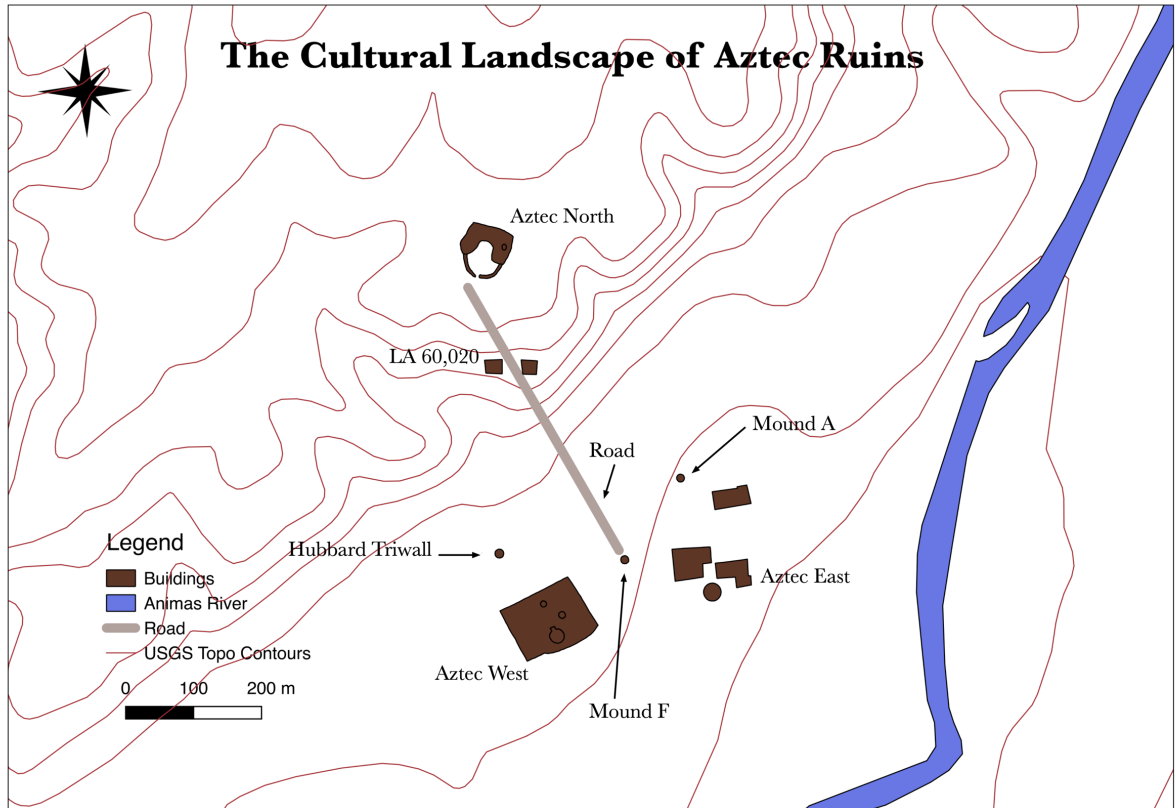 The Cultural Landscape of Aztec Ruins
Aztec North
LA 60,020
Mound A
Road
Hubbard Triwall
Aztec East
Aztec West
Mound F
Legend
Buildings
Animas River
Road
USGS Topo Contours
0 100 200 m